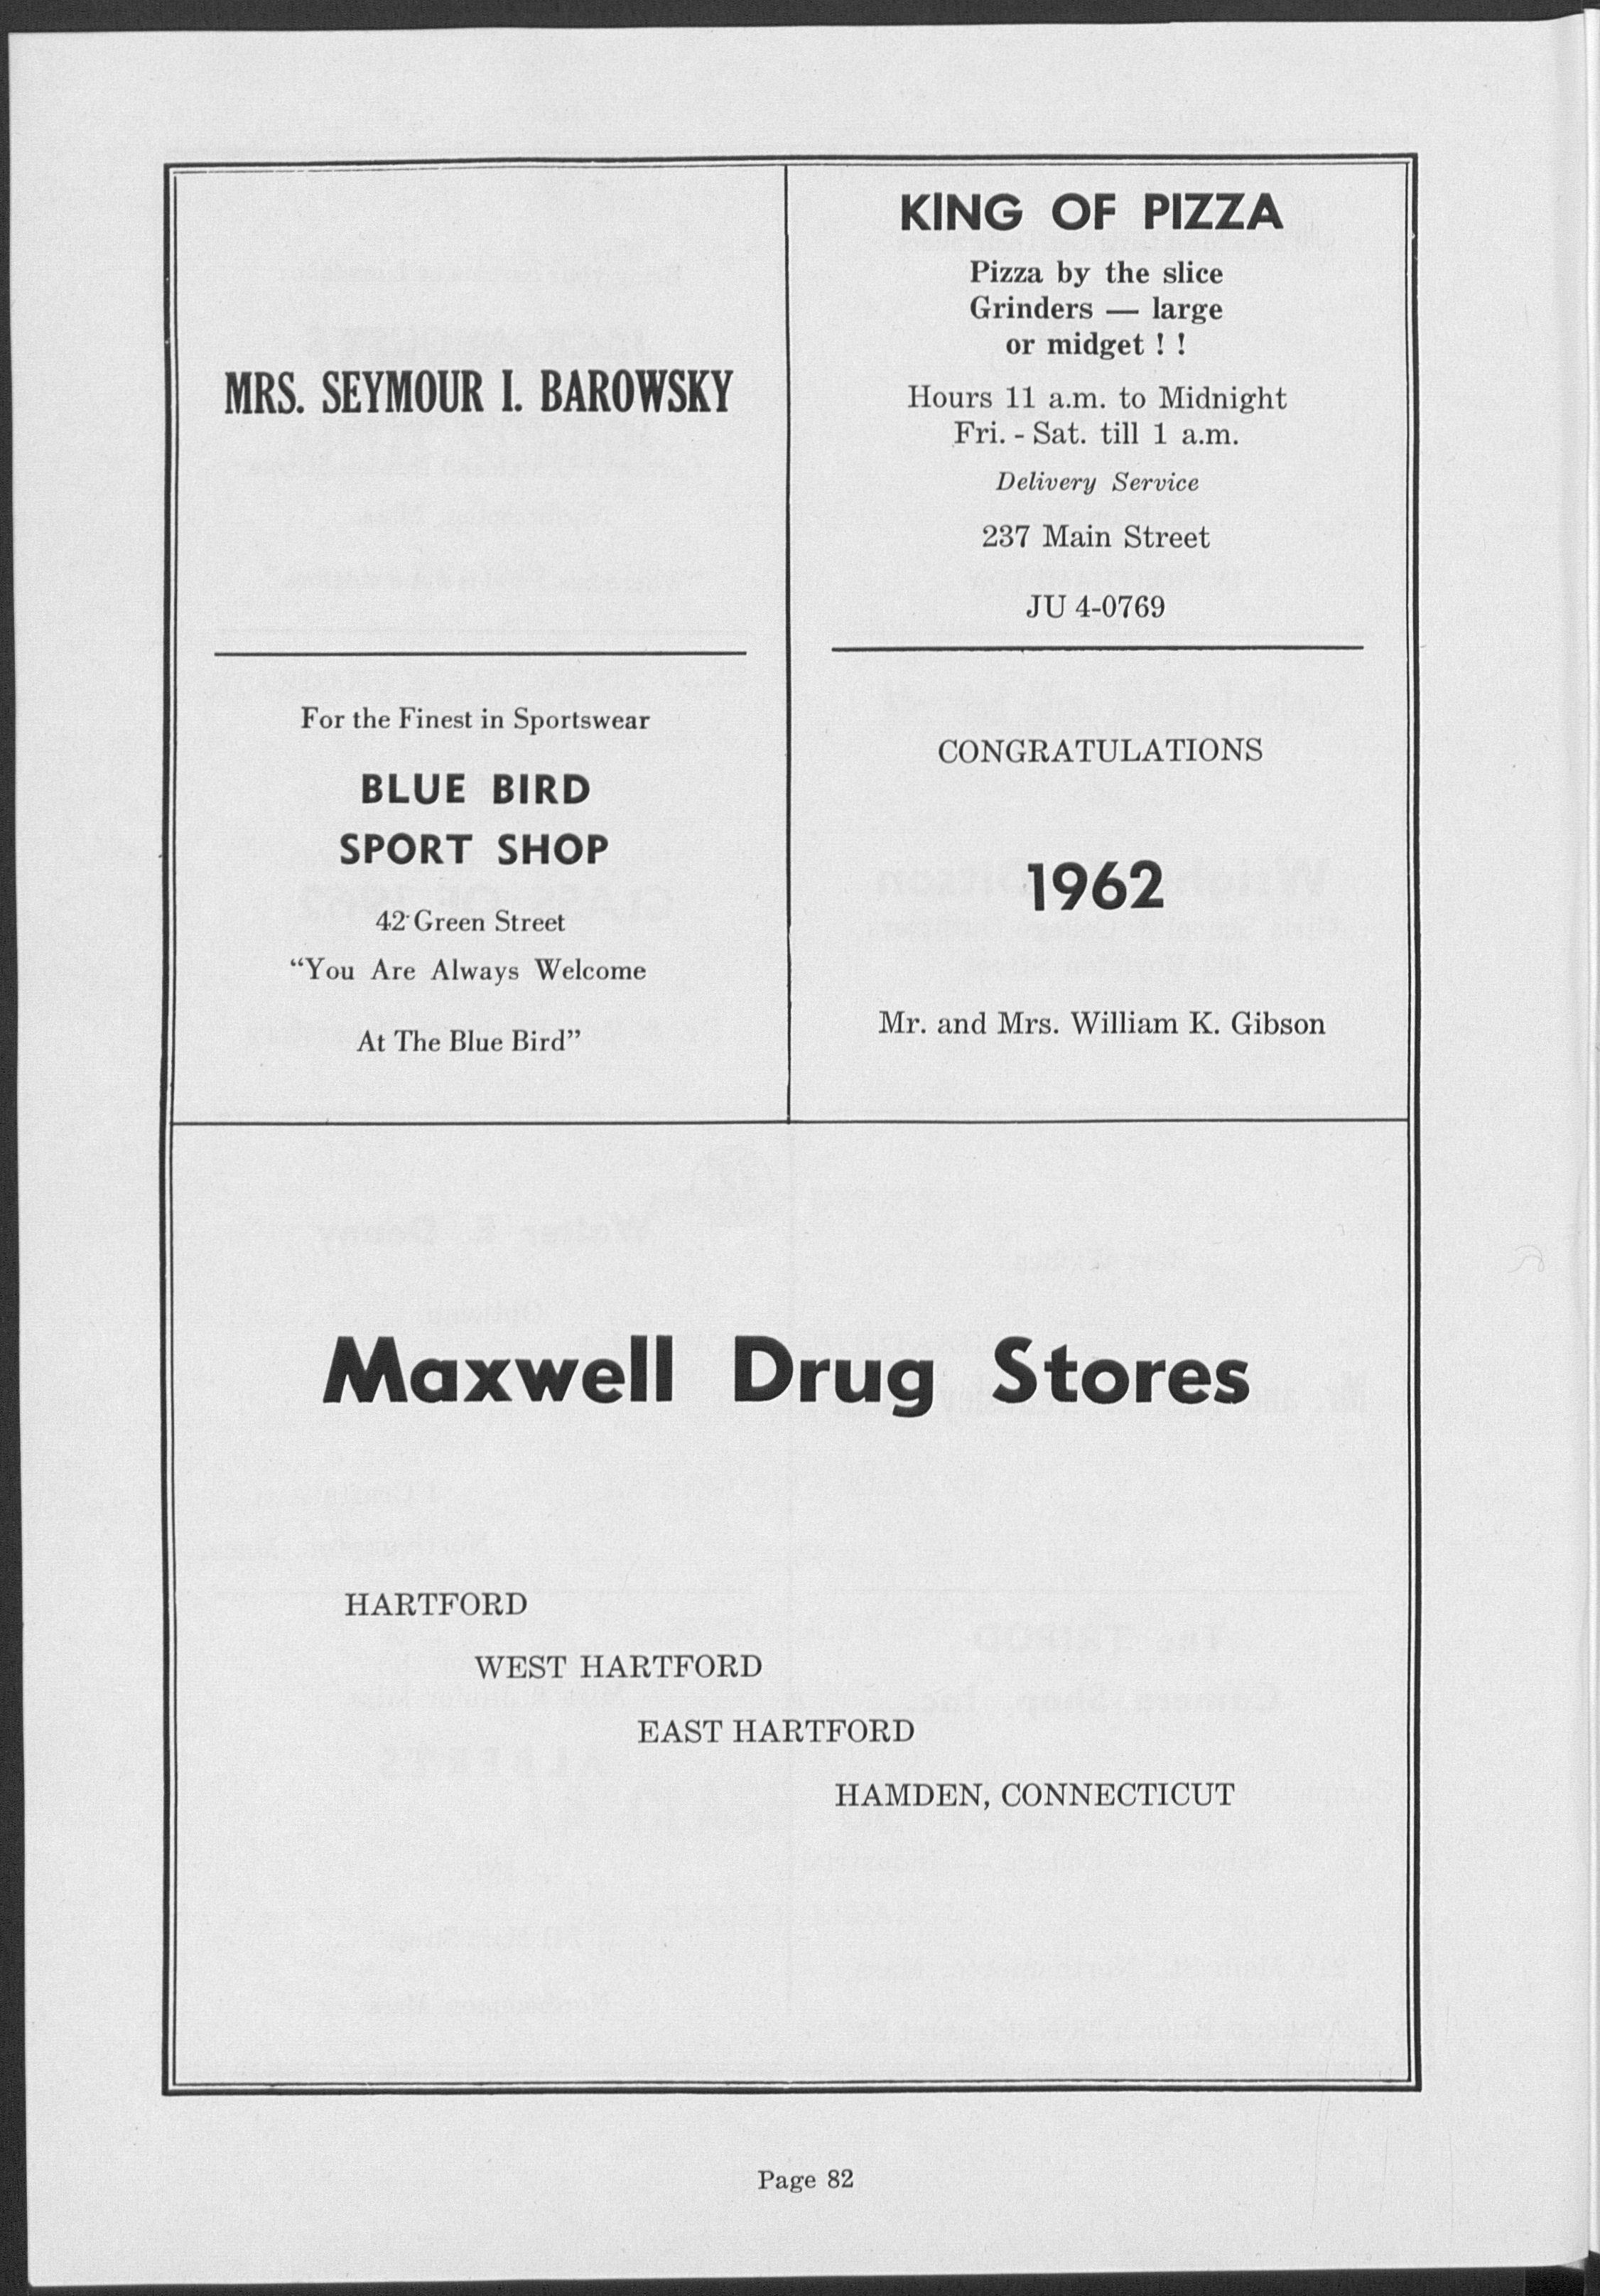 MRS. SEYMOUR I. BAROWSKY
For the Finest in Sportswear
BLUE BIRD
SPORT SHOP
42 Green Street
“You Are Always Welcome
At The Blue Bird”
KING OF PIZZA
Pizza by the slice
Grinders — large
or midget ! !
Hours 11 a.m. to Midnight
Fri. - Sat. till 1 a.m.
Delivery Service
237 Main Street
JU 4-0769
CONGRATULATIONS
1962
Mr. and Mrs. William K. Gibson
Maxwell Drug Stores
HARTFORD
WEST HARTFORD
EAST HARTFORD
HAMDEN, CONNECTICUT
Page 82